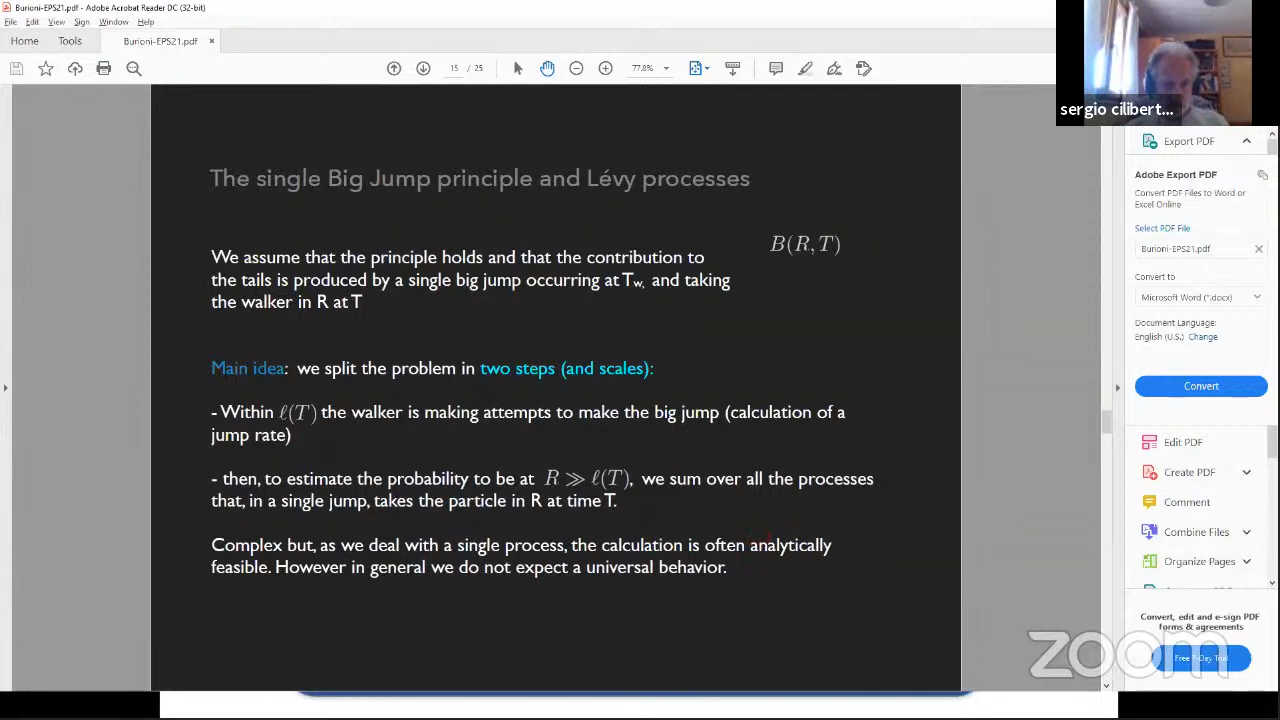 Burioni-EPS21.pdf - Adobe Acrobat Reader DC (32-bit)
File Edit View Sign Window Help
Home Tools Burioni-EPS21.pdf ×
15 / 25 77.8%
sergio cilibert...
The single Big Jump principle and Lévy processes
B(R, T)
We assume that the principle holds and that the contribution to
the tails is produced by a single big jump occurring at Tw, and taking
the walker in R at T
Main idea: we split the problem in two steps (and scales):
- Within ℓ(T) the walker is making attempts to make the big jump (calculation of a
jump rate)
- then, to estimate the probability to be at R ≫ ℓ(T), we sum over all the processes
that, in a single jump, takes the particle in R at time T.
Complex but, as we deal with a single process, the calculation is often analytically
feasible. However in general we do not expect a universal behavior.
Export PDF
Adobe Export PDF
Convert PDF Files to Word or
Excel Online
Select PDF File
Burioni-EPS21.pdf
Convert to
Microsoft Word (*.docx)
Document Language:
English (U.S.) Change
Convert
Edit PDF
Create PDF
Comment
Combine Files
Organize Pages
Convert, edit and e-sign PDF
forms & agreements
Free 7-Day Trial
zoom